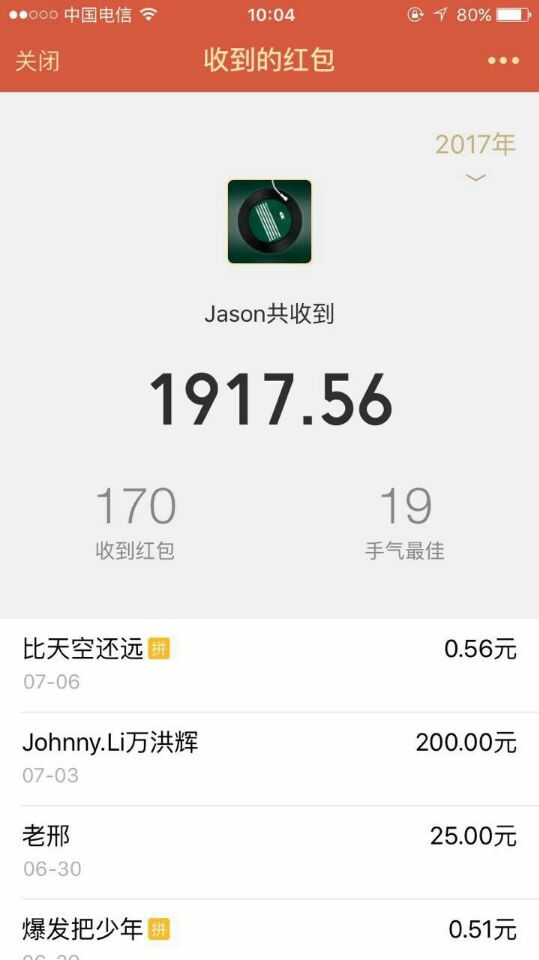 中国电信 10:04 80%
关闭 收到的红包
2017年
Jason共收到
1917.56
170 19
收到红包 手气最佳
比天空还远 拼 0.56元
07-06
Johnny.Li万洪辉 200.00元
07-03
老邢 25.00元
06-30
爆发把少年 拼 0.51元